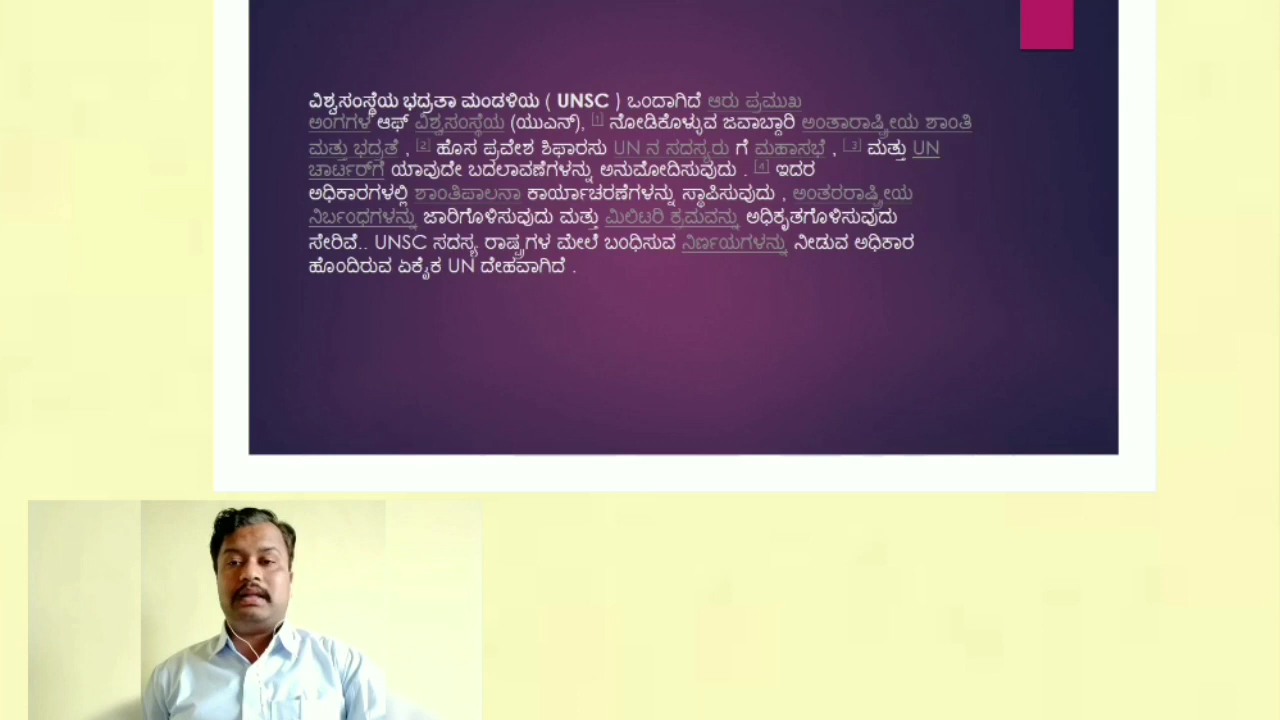 ವಿಶ್ವಸಂಸ್ಥೆಯ ಭದ್ರತಾ ಮಂಡಳಿಯ ( UNSC ) ಒಂದಾಗಿದೆ ಆರು ಪ್ರಮುಖ
ಅಂಗಗಳ ಆಫ್ ವಿಶ್ವಸಂಸ್ಥೆಯ (ಯುಎನ್), [1] ನೋಡಿಕೊಳ್ಳುವ ಜವಾಬ್ದಾರಿ ಅಂತಾರಾಷ್ಟ್ರೀಯ ಶಾಂತಿ
ಮತ್ತು ಭದ್ರತೆ , [2] ಹೊಸ ಪ್ರವೇಶ ಶಿಫಾರಸು UN ನ ಸದಸ್ಯರು ಗೆ ಮಹಾಸಭೆ , [3] ಮತ್ತು UN
ಚಾರ್ಟರ್‌ಗೆ ಯಾವುದೇ ಬದಲಾವಣೆಗಳನ್ನು ಅನುಮೋದಿಸುವುದು . [4] ಇದರ
ಅಧಿಕಾರಗಳಲ್ಲಿ ಶಾಂತಿಪಾಲನಾ ಕಾರ್ಯಾಚರಣೆಗಳನ್ನು ಸ್ಥಾಪಿಸುವುದು , ಅಂತರರಾಷ್ಟ್ರೀಯ
ನಿರ್ಬಂಧಗಳನ್ನು ಜಾರಿಗೊಳಿಸುವುದು ಮತ್ತು ಮಿಲಿಟರಿ ಕ್ರಮವನ್ನು ಅಧಿಕೃತಗೊಳಿಸುವುದು
ಸೇರಿವೆ.. UNSC ಸದಸ್ಯ ರಾಷ್ಟ್ರಗಳ ಮೇಲೆ ಬಂಧಿಸುವ ನಿರ್ಣಯಗಳನ್ನು ನೀಡುವ ಅಧಿಕಾರ
ಹೊಂದಿರುವ ಏಕೈಕ UN ದೇಹವಾಗಿದೆ .